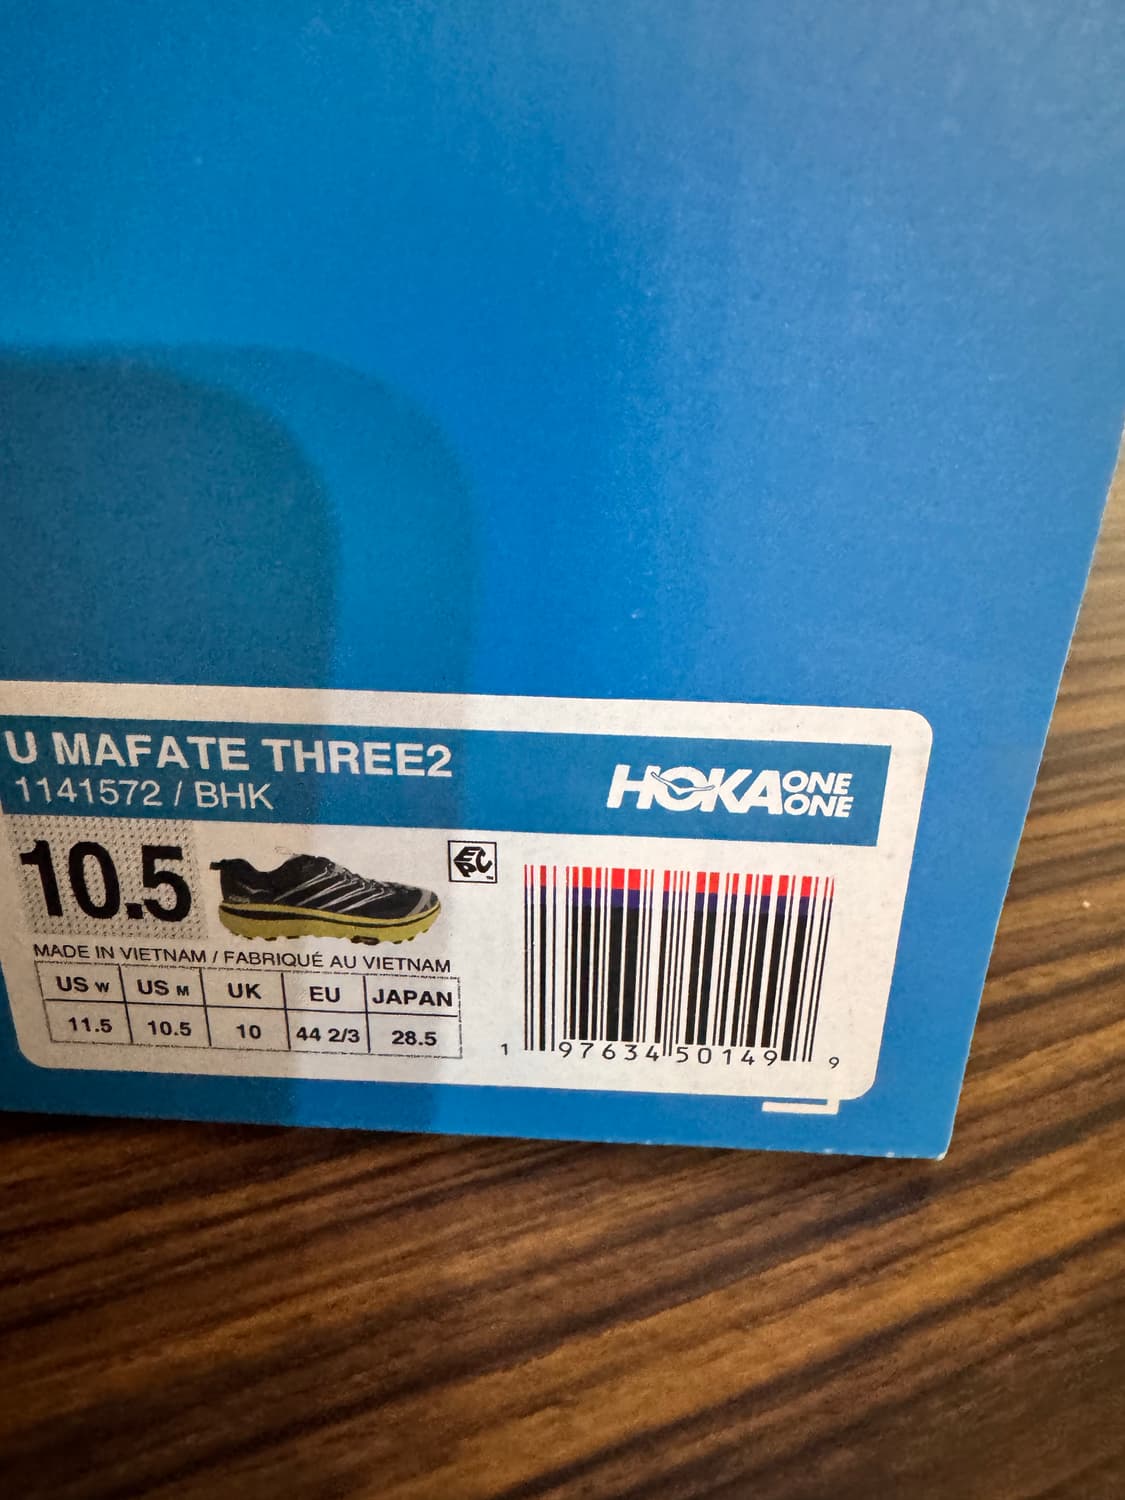 U MAFATE THREE2
1141572 / BHK
HOKA ONE ONE
10.5
EPC
MADE IN VIETNAM / FABRIQUÉ AU VIETNAM
US W US M UK EU JAPAN
11.5 10.5 10 44 2/3 28.5
1 97634 50149 9